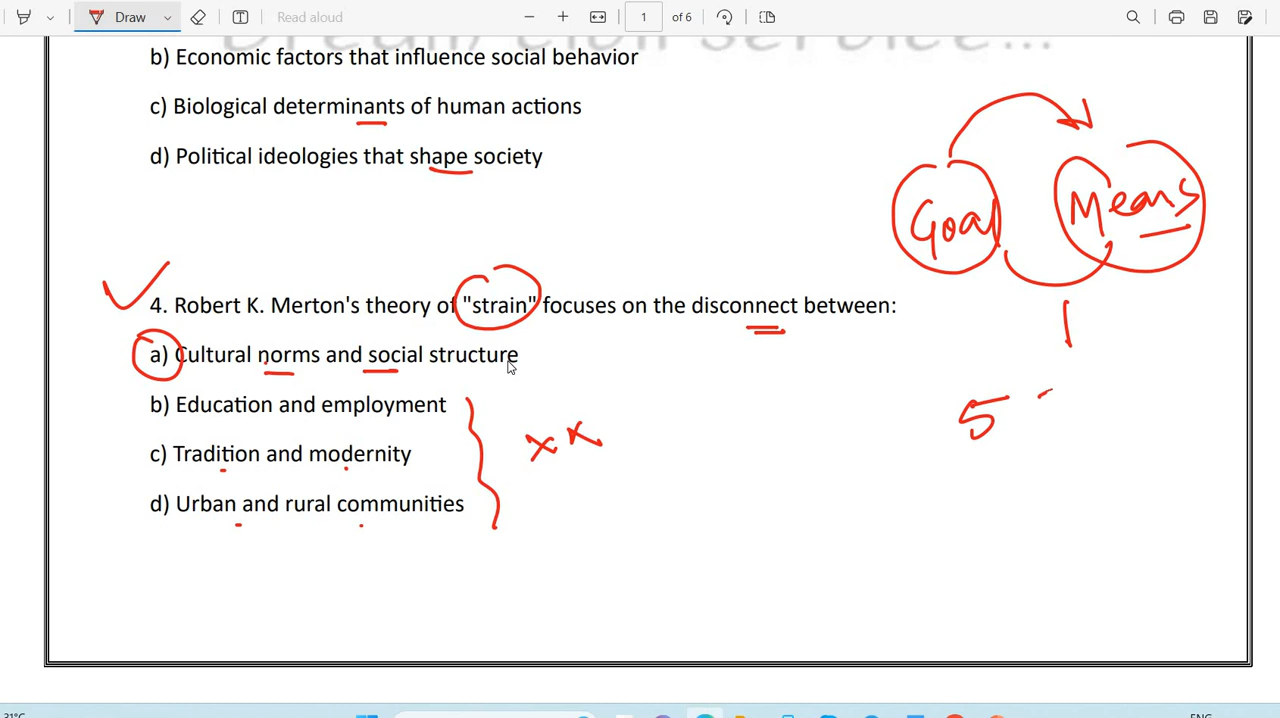 Draw
Read aloud
1 of 6
b) Economic factors that influence social behavior
c) Biological determinants of human actions
d) Political ideologies that shape society
Goal Means
4. Robert K. Merton's theory of "strain" focuses on the disconnect between:
a) Cultural norms and social structure
b) Education and employment
c) Tradition and modernity
d) Urban and rural communities
5
31°C
ENG